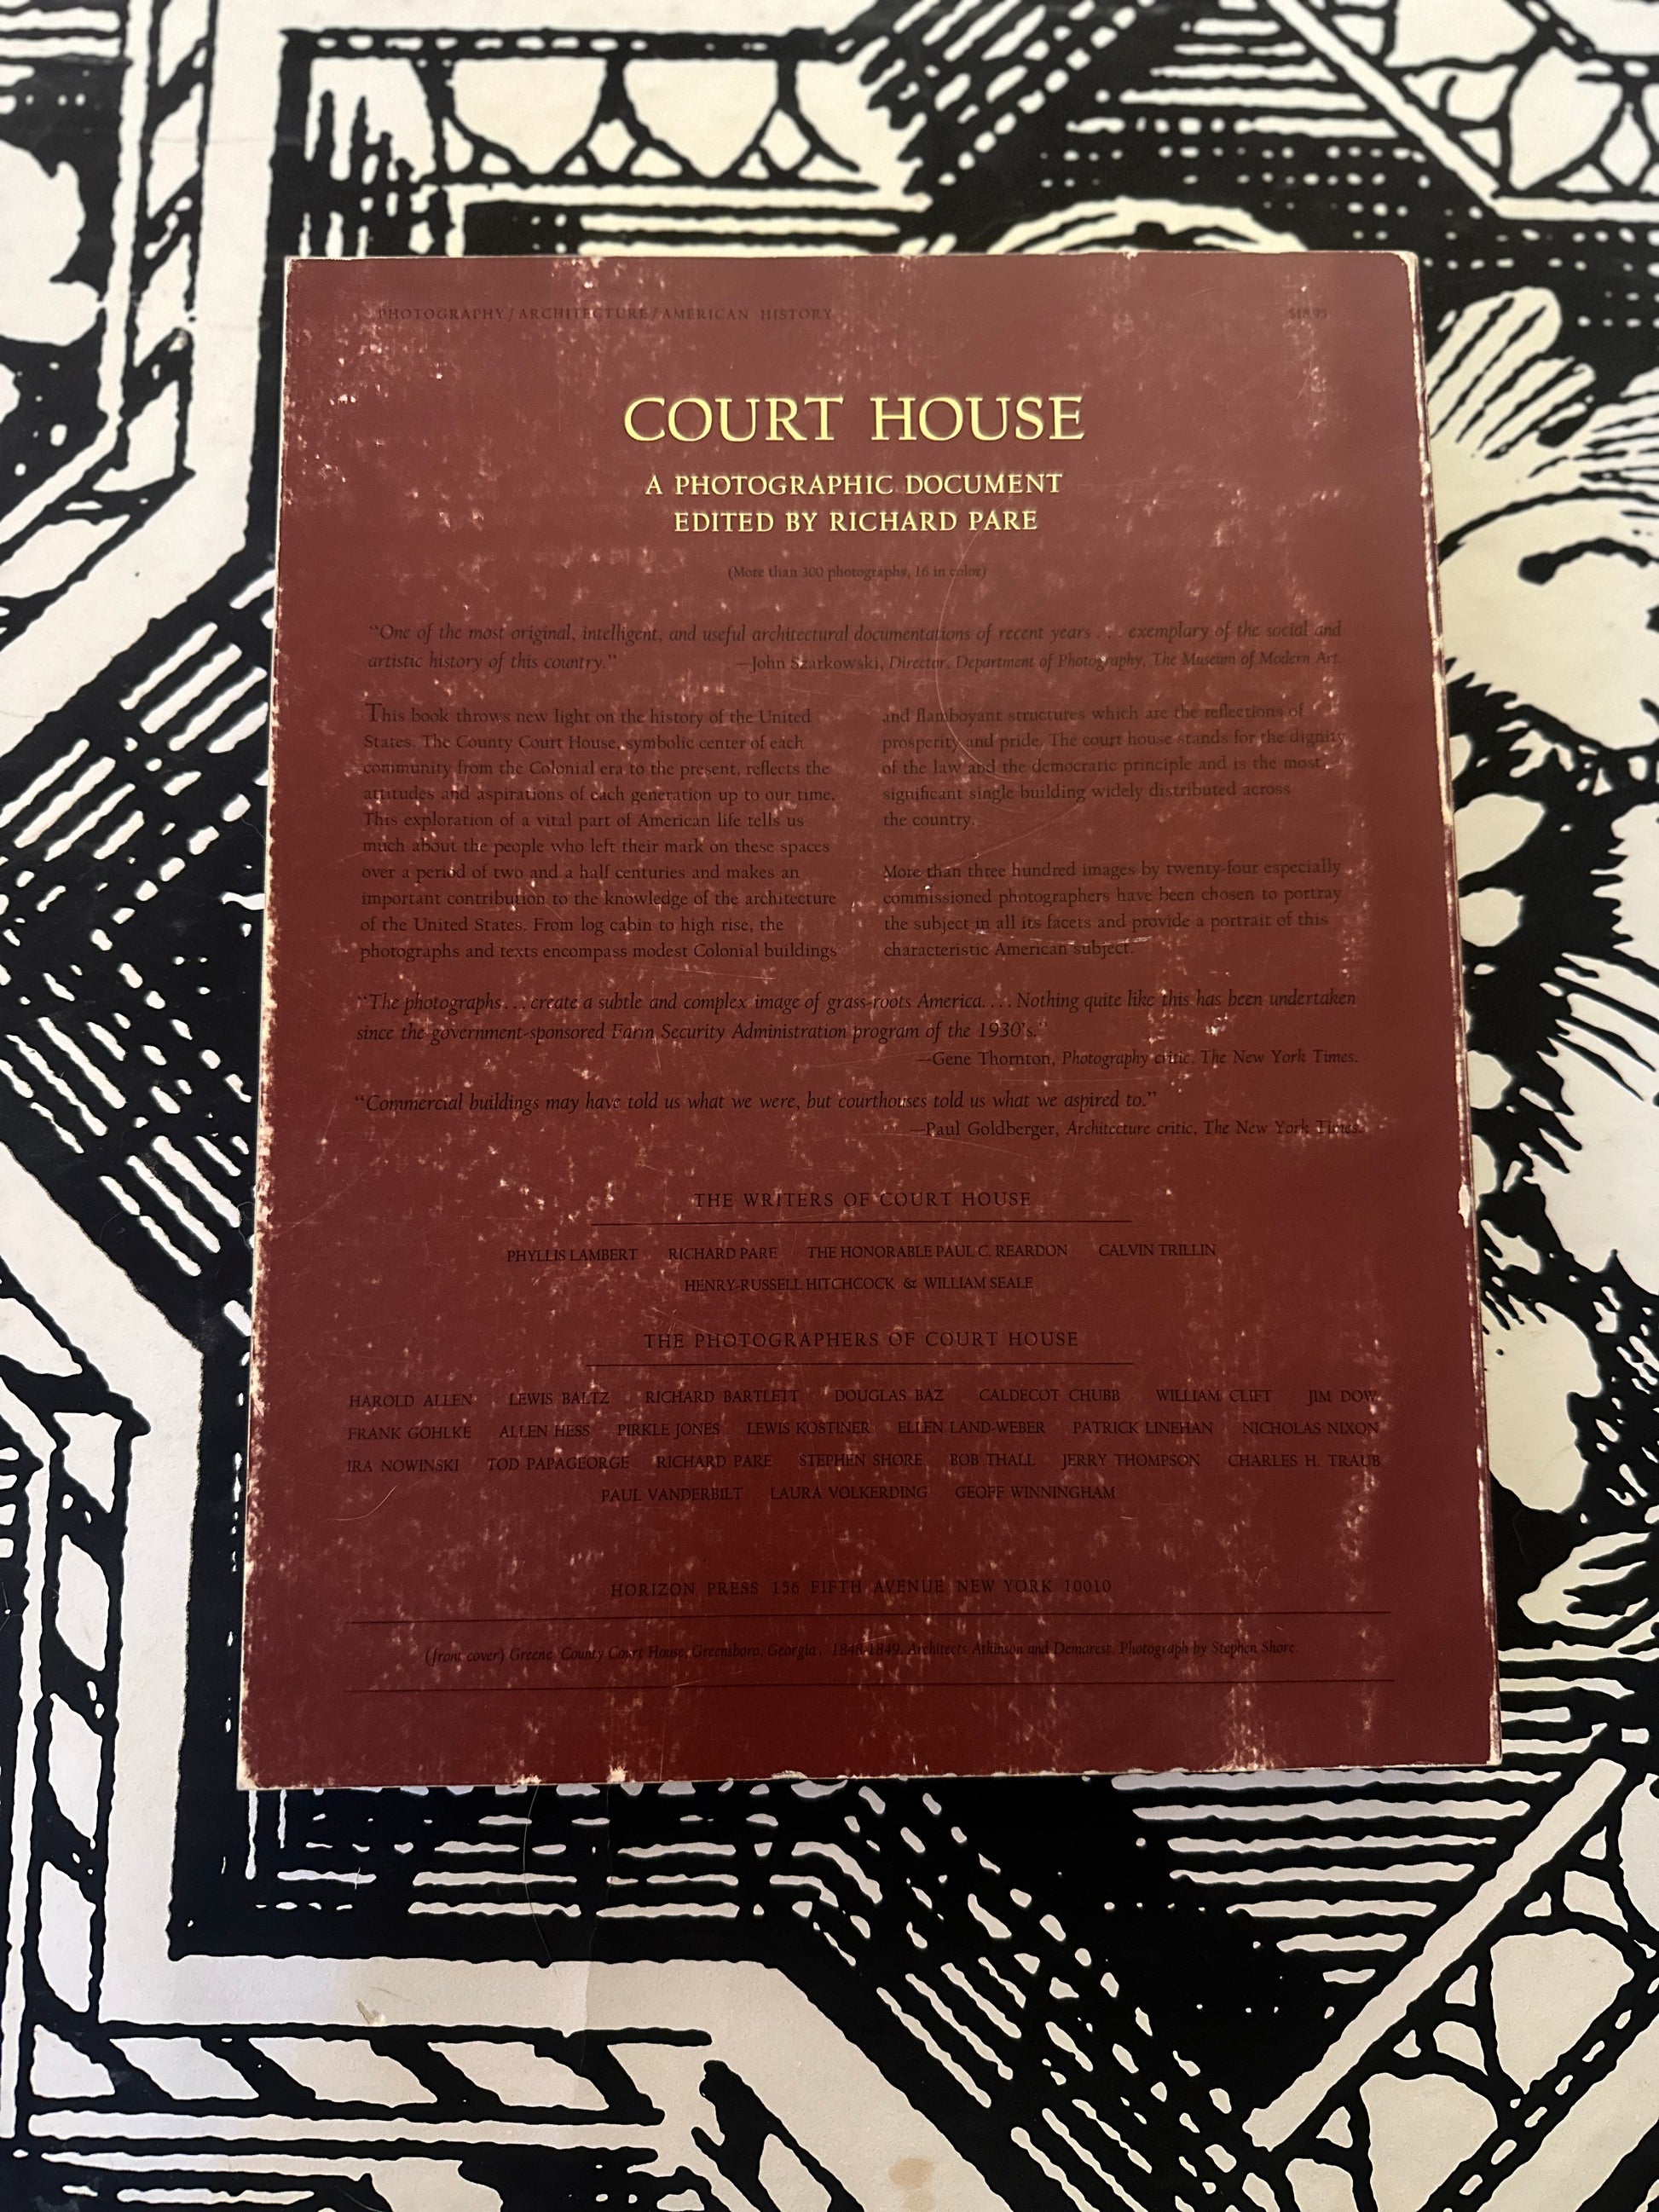 PHOTOGRAPHY / ARCHITECTURE / AMERICAN HISTORY
$18.95
COURT HOUSE
A PHOTOGRAPHIC DOCUMENT
EDITED BY RICHARD PARE
(More than 300 photographs, 16 in color)
“One of the most original, intelligent, and useful architectural documentations of recent years . . . exemplary of the social and
artistic history of this country.” —John Szarkowski, Director, Department of Photography, The Museum of Modern Art.
This book throws new light on the history of the United
States. The County Court House, symbolic center of each
community from the Colonial era to the present, reflects the
attitudes and aspirations of each generation up to our time.
This exploration of a vital part of American life tells us
much about the people who left their mark on these spaces
over a period of two and a half centuries and makes an
important contribution to the knowledge of the architecture
of the United States. From log cabin to high rise, the
photographs and texts encompass modest Colonial buildings
and flamboyant structures which are the reflections of
prosperity and pride. The court house stands for the dignity
of the law and the democratic principle and is the most
significant single building widely distributed across
the country.
More than three hundred images by twenty-four especially
commissioned photographers have been chosen to portray
the subject in all its facets and provide a portrait of this
characteristic American subject.
“The photographs . . . create a subtle and complex image of grass-roots America. . . . Nothing quite like this has been undertaken
since the government-sponsored Farm Security Administration program of the 1930’s.”
—Gene Thornton, Photography critic, The New York Times.
“Commercial buildings may have told us what we were, but courthouses told us what we aspired to.”
—Paul Goldberger, Architecture critic, The New York Times.
THE WRITERS OF COURT HOUSE
PHYLLIS LAMBERT RICHARD PARE THE HONORABLE PAUL C. REARDON CALVIN TRILLIN
HENRY-RUSSELL HITCHCOCK & WILLIAM SEALE
THE PHOTOGRAPHERS OF COURT HOUSE
HAROLD ALLEN LEWIS BALTZ RICHARD BARTLETT DOUGLAS BAZ CALDECOT CHUBB WILLIAM CLIFT JIM DOW
FRANK GOHLKE ALLEN HESS PIRKLE JONES LEWIS KOSTINER ELLEN LAND-WEBER PATRICK LINEHAN NICHOLAS NIXON
IRA NOWINSKI TOD PAPAGEORGE RICHARD PARE STEPHEN SHORE BOB THALL JERRY THOMPSON CHARLES H. TRAUB
PAUL VANDERBILT LAURA VOLKERDING GEOFF WINNINGHAM
HORIZON PRESS 156 FIFTH AVENUE NEW YORK 10010
(front cover) Greene County Court House, Greensboro, Georgia. 1848-1849. Architects Atkinson and Demarest. Photograph by Stephen Shore.